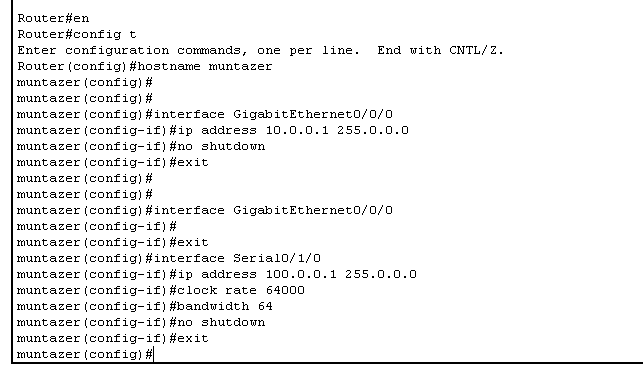 Router#en
Router#config t
Enter configuration commands, one per line.  End with CNTL/Z.
Router(config)#hostname muntazer
muntazer(config)#
muntazer(config)#
muntazer(config)#interface GigabitEthernet0/0/0
muntazer(config-if)#ip address 10.0.0.1 255.0.0.0
muntazer(config-if)#no shutdown
muntazer(config-if)#exit
muntazer(config)#
muntazer(config)#
muntazer(config)#interface GigabitEthernet0/0/0
muntazer(config-if)#
muntazer(config-if)#exit
muntazer(config)#interface Serial0/1/0
muntazer(config-if)#ip address 100.0.0.1 255.0.0.0
muntazer(config-if)#clock rate 64000
muntazer(config-if)#bandwidth 64
muntazer(config-if)#no shutdown
muntazer(config-if)#exit
muntazer(config)#